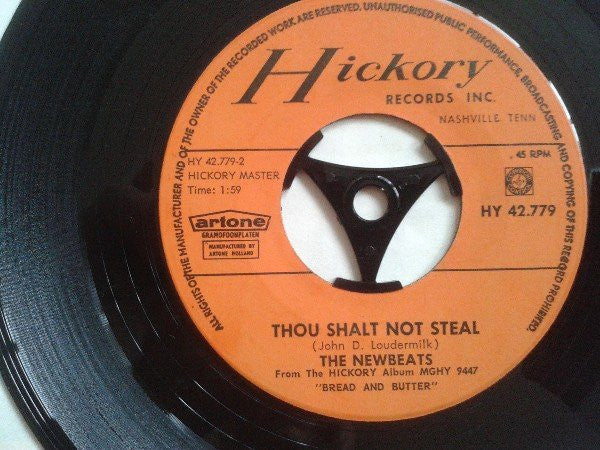 ALL RIGHTS OF THE MANUFACTURER AND OF THE OWNER OF THE RECORDED WORK ARE RESERVED. UNAUTHORISED PUBLIC PERFORMANCE, BROADCASTING AND COPYING OF THIS RECORD PROHIBITED.
Hickory
RECORDS INC.
NASHVILLE TENN
HY 42.779-2
HICKORY MASTER
Time: 1:59
45 RPM
HY 42.779
artone
GRAMOFOONPLATEN
MANUFACTURED BY
ARTONE HOLLAND
THOU SHALT NOT STEAL
(John D. Loudermilk)
THE NEWBEATS
From The HICKORY Album MGHY 9447
"BREAD AND BUTTER"